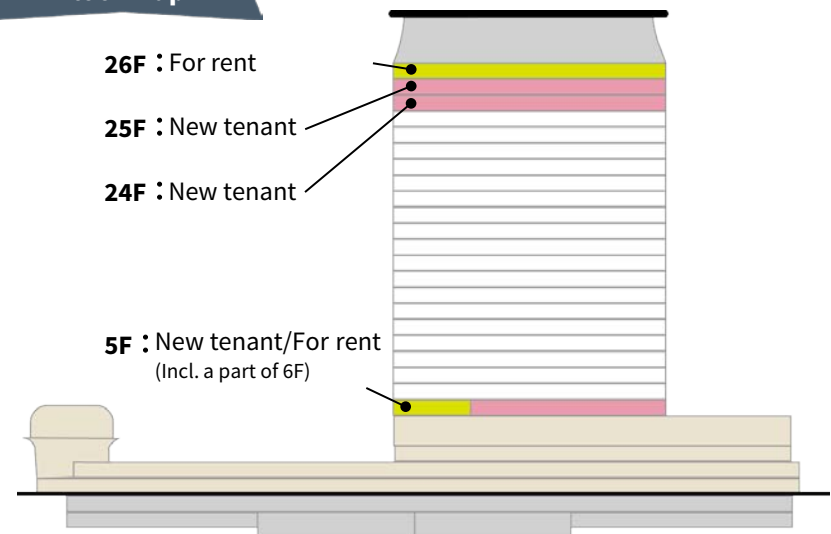 26F：For rent
25F：New tenant
24F：New tenant
5F：New tenant/For rent
(Incl. a part of 6F)